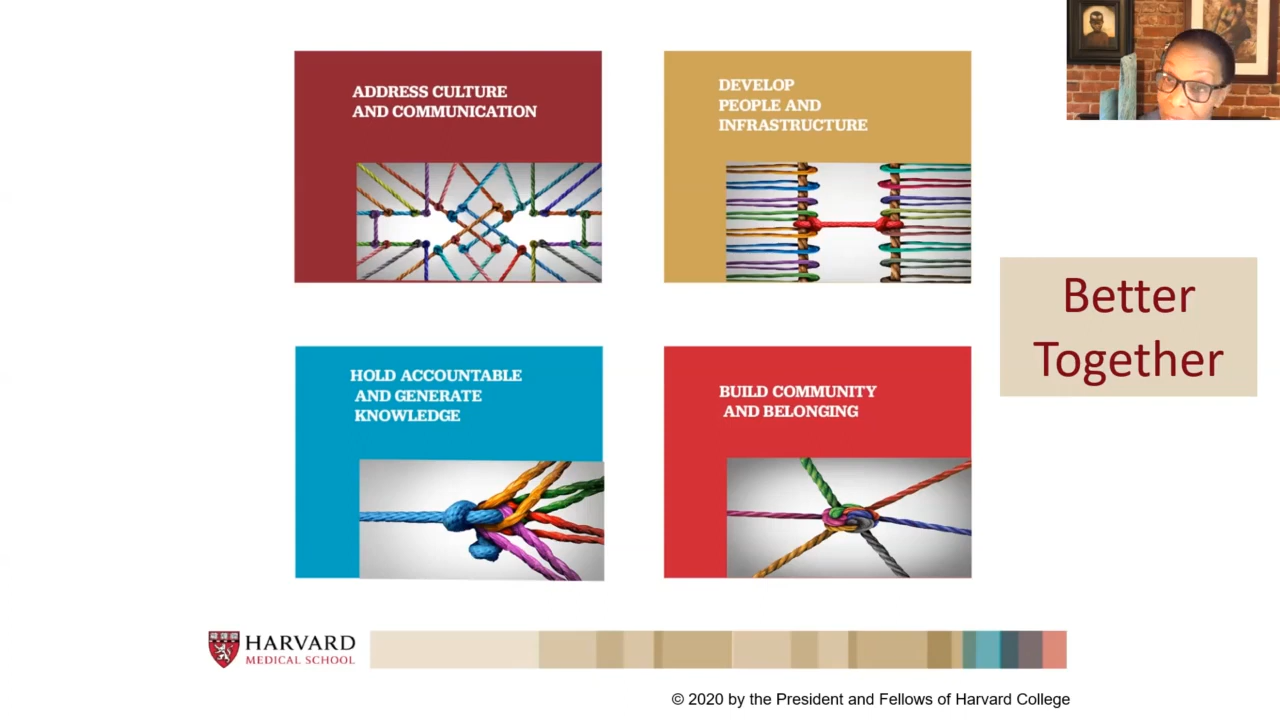 ADDRESS CULTURE
AND COMMUNICATION
DEVELOP
PEOPLE AND
INFRASTRUCTURE
Better
Together
HOLD ACCOUNTABLE
AND GENERATE
KNOWLEDGE
BUILD COMMUNITY
AND BELONGING
HARVARD
MEDICAL SCHOOL
© 2020 by the President and Fellows of Harvard College